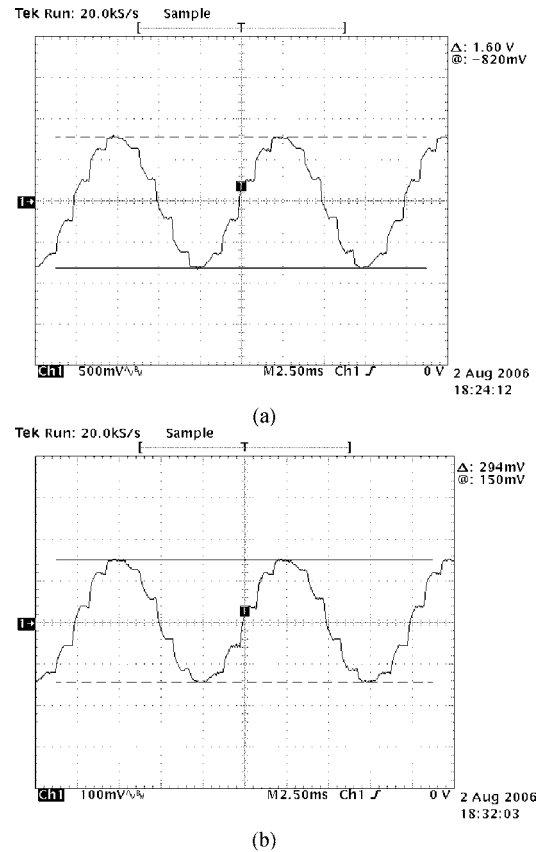 Tek Run: 20.0kS/s Sample
[ T ]
Δ: 1.60 V
@: −820mV
T
1→
Ch1 500mV∿ M2.50ms Ch1 ∫ 0 V
2 Aug 2006
18:24:12
(a)
Tek Run: 20.0kS/s Sample
[ T ]
Δ: 294mV
@: 150mV
T
1→
Ch1 100mV∿ M2.50ms Ch1 ∫ 0 V
2 Aug 2006
18:32:03
(b)